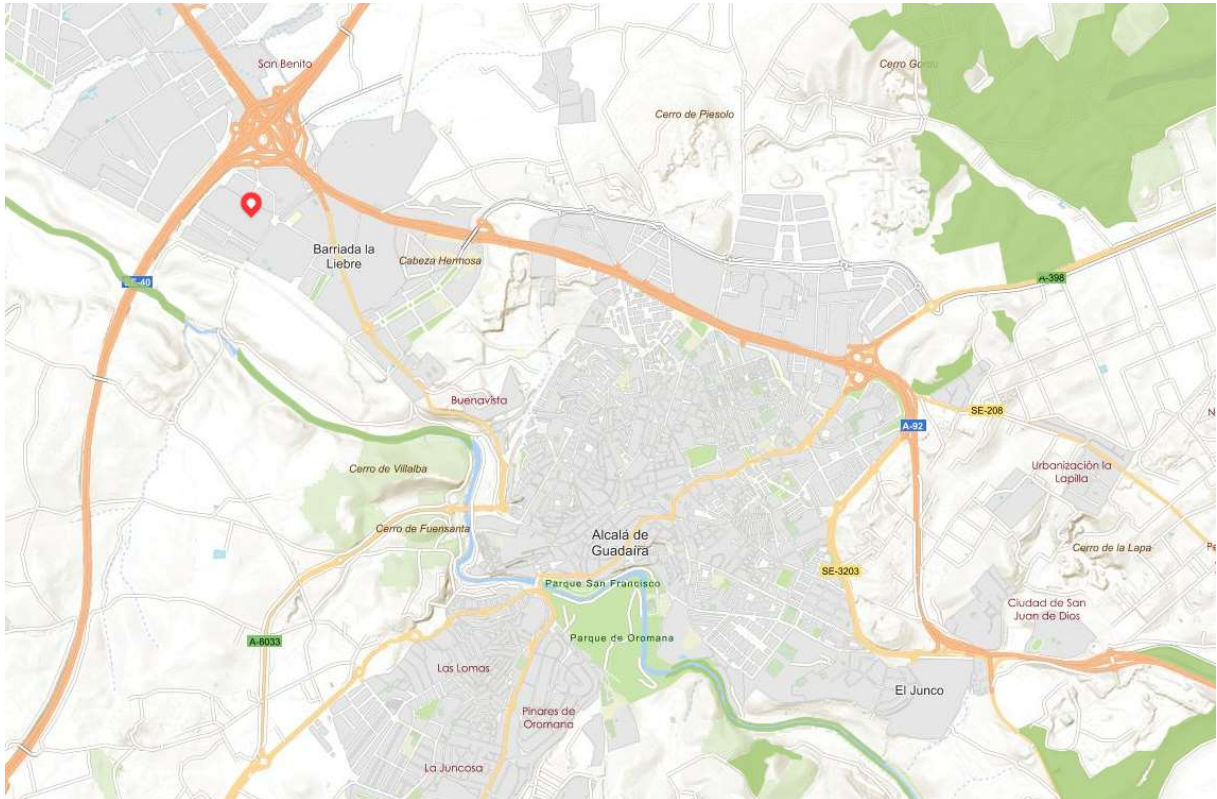 San Benito
Cerro Gordo
Cerro de Piesolo
Barriada la
Liebre
Cabeza Hermosa
A-398
SE-40
Buenavista
SE-208
A-92
Cerro de Villalba
Urbanización la
Lapilla
Cerro de Fuensanta
Alcalá de
Guadaíra
Cerro de la Lapa
SE-3203
Parque San Francisco
Ciudad de San
Juan de Dios
A-8033
Parque de Oromana
Las Lomas
El Junco
Pinares de
Oromana
La Juncosa